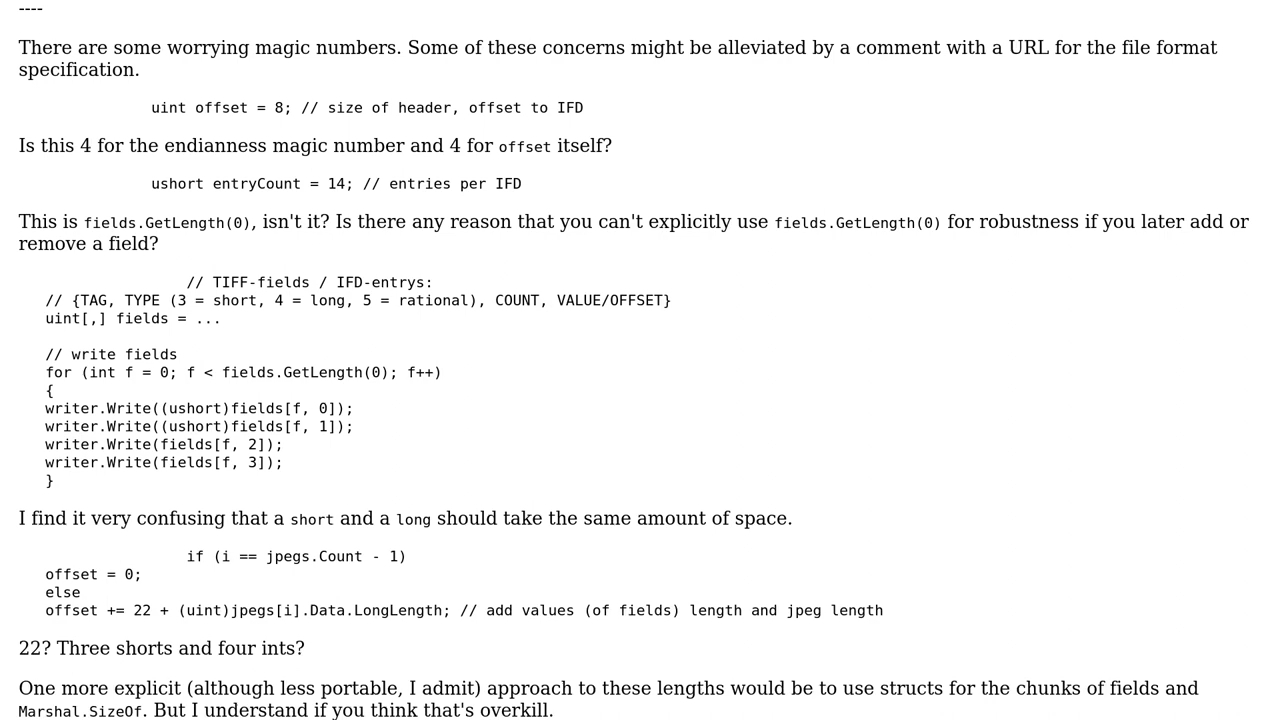 ----
There are some worrying magic numbers. Some of these concerns might be alleviated by a comment with a URL for the file format
specification.
uint offset = 8; // size of header, offset to IFD
Is this 4 for the endianness magic number and 4 for offset itself?
ushort entryCount = 14; // entries per IFD
This is fields.GetLength(0), isn't it? Is there any reason that you can't explicitly use fields.GetLength(0) for robustness if you later add or
remove a field?
// TIFF-fields / IFD-entrys:
// {TAG, TYPE (3 = short, 4 = long, 5 = rational), COUNT, VALUE/OFFSET}
uint[,] fields = ...
// write fields
for (int f = 0; f < fields.GetLength(0); f++)
{
writer.Write((ushort)fields[f, 0]);
writer.Write((ushort)fields[f, 1]);
writer.Write(fields[f, 2]);
writer.Write(fields[f, 3]);
}
I find it very confusing that a short and a long should take the same amount of space.
if (i == jpegs.Count - 1)
offset = 0;
else
offset += 22 + (uint)jpegs[i].Data.LongLength; // add values (of fields) length and jpeg length
22? Three shorts and four ints?
One more explicit (although less portable, I admit) approach to these lengths would be to use structs for the chunks of fields and
Marshal.SizeOf. But I understand if you think that's overkill.